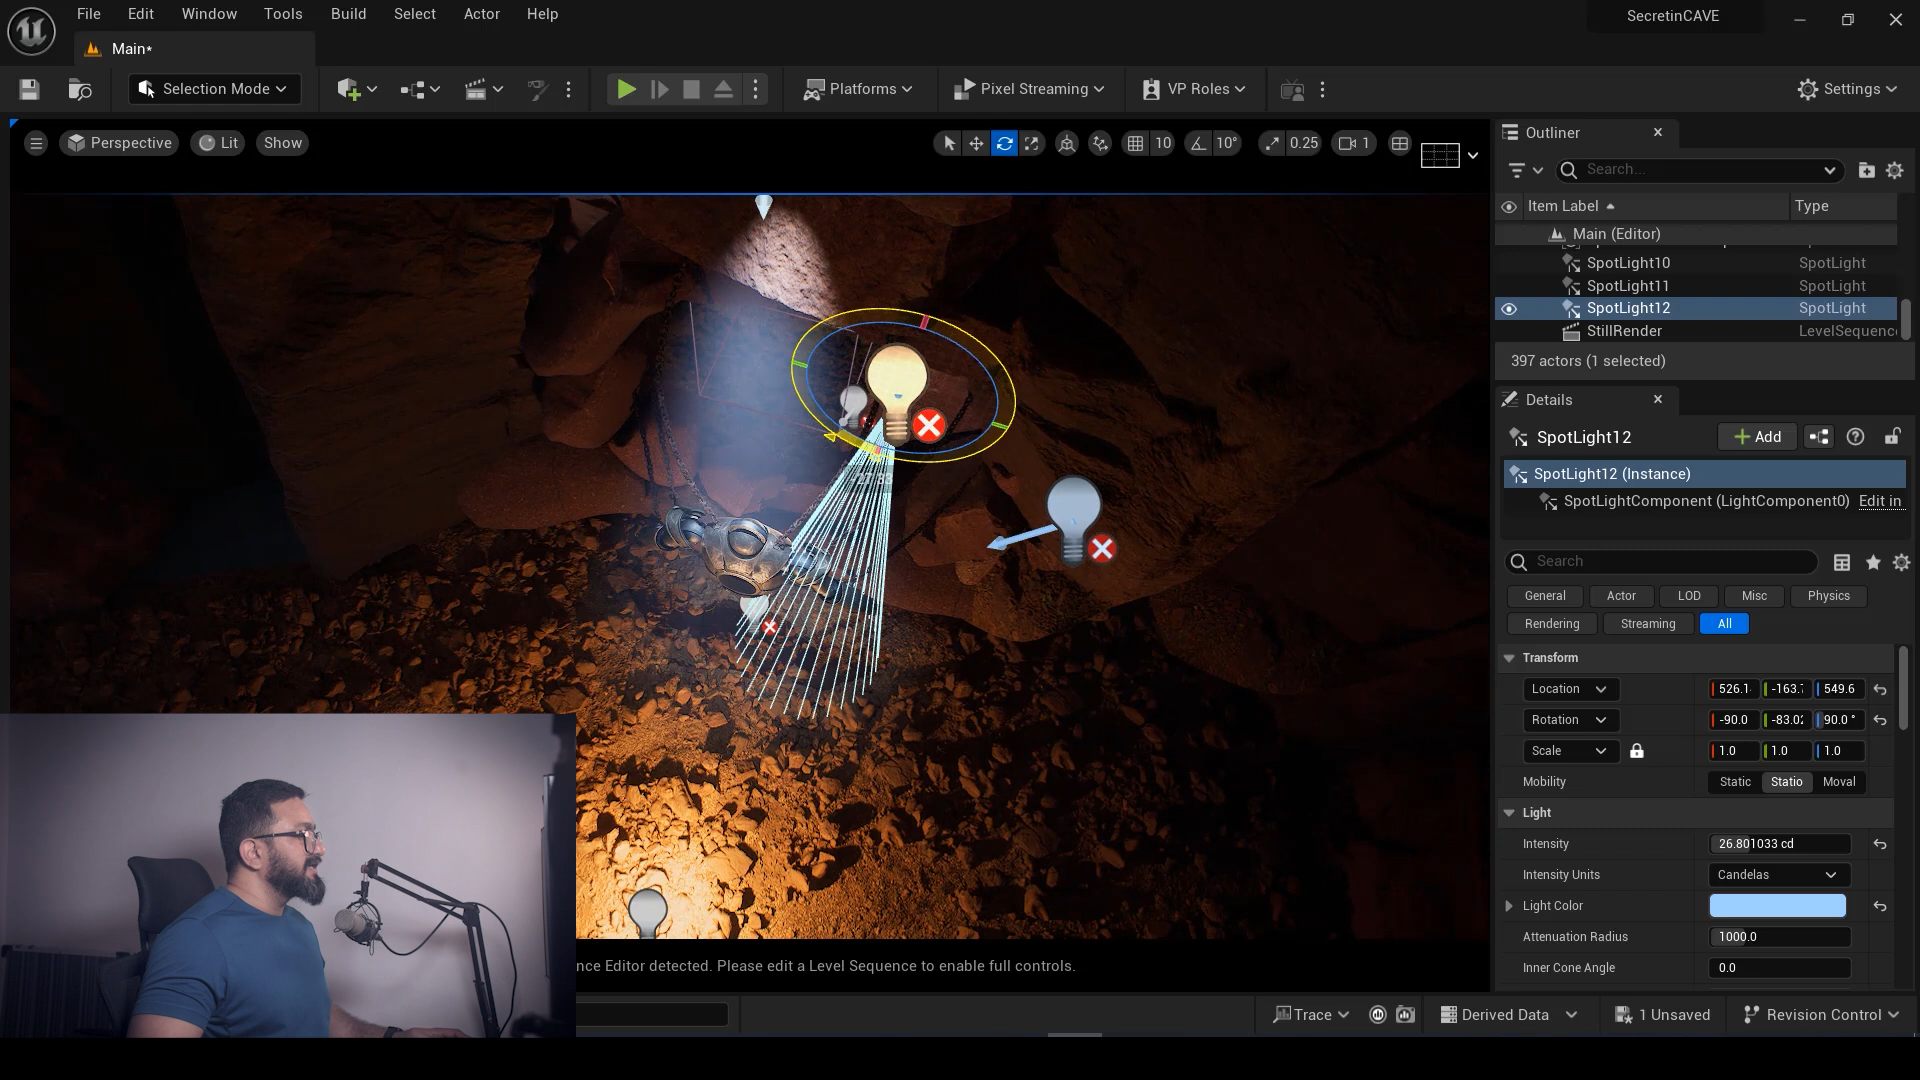 File Edit Window Tools Build Select Actor Help
SecretinCAVE
Main*
Selection Mode
Platforms
Pixel Streaming
VP Roles
Settings
Perspective
Lit
Show
10
10°
0.25
1
Outliner
Search...
Item Label
Type
Main (Editor)
SpotLight10 SpotLight
SpotLight11 SpotLight
SpotLight12 SpotLight
StillRender LevelSequenc
397 actors (1 selected)
Details
SpotLight12
Add
SpotLight12 (Instance)
SpotLightComponent (LightComponent0) Edit in
Search
General Actor LOD Misc Physics
Rendering Streaming All
Transform
Location 526.1 -163. 549.6
Rotation -90.0 -83.02 90.0 °
Scale 1.0 1.0 1.0
Mobility Static Statio Moval
Light
Intensity 26.801033 cd
Intensity Units Candelas
Light Color
Attenuation Radius 1000.0
Inner Cone Angle 0.0
nce Editor detected. Please edit a Level Sequence to enable full controls.
Trace
Derived Data
1 Unsaved
Revision Control